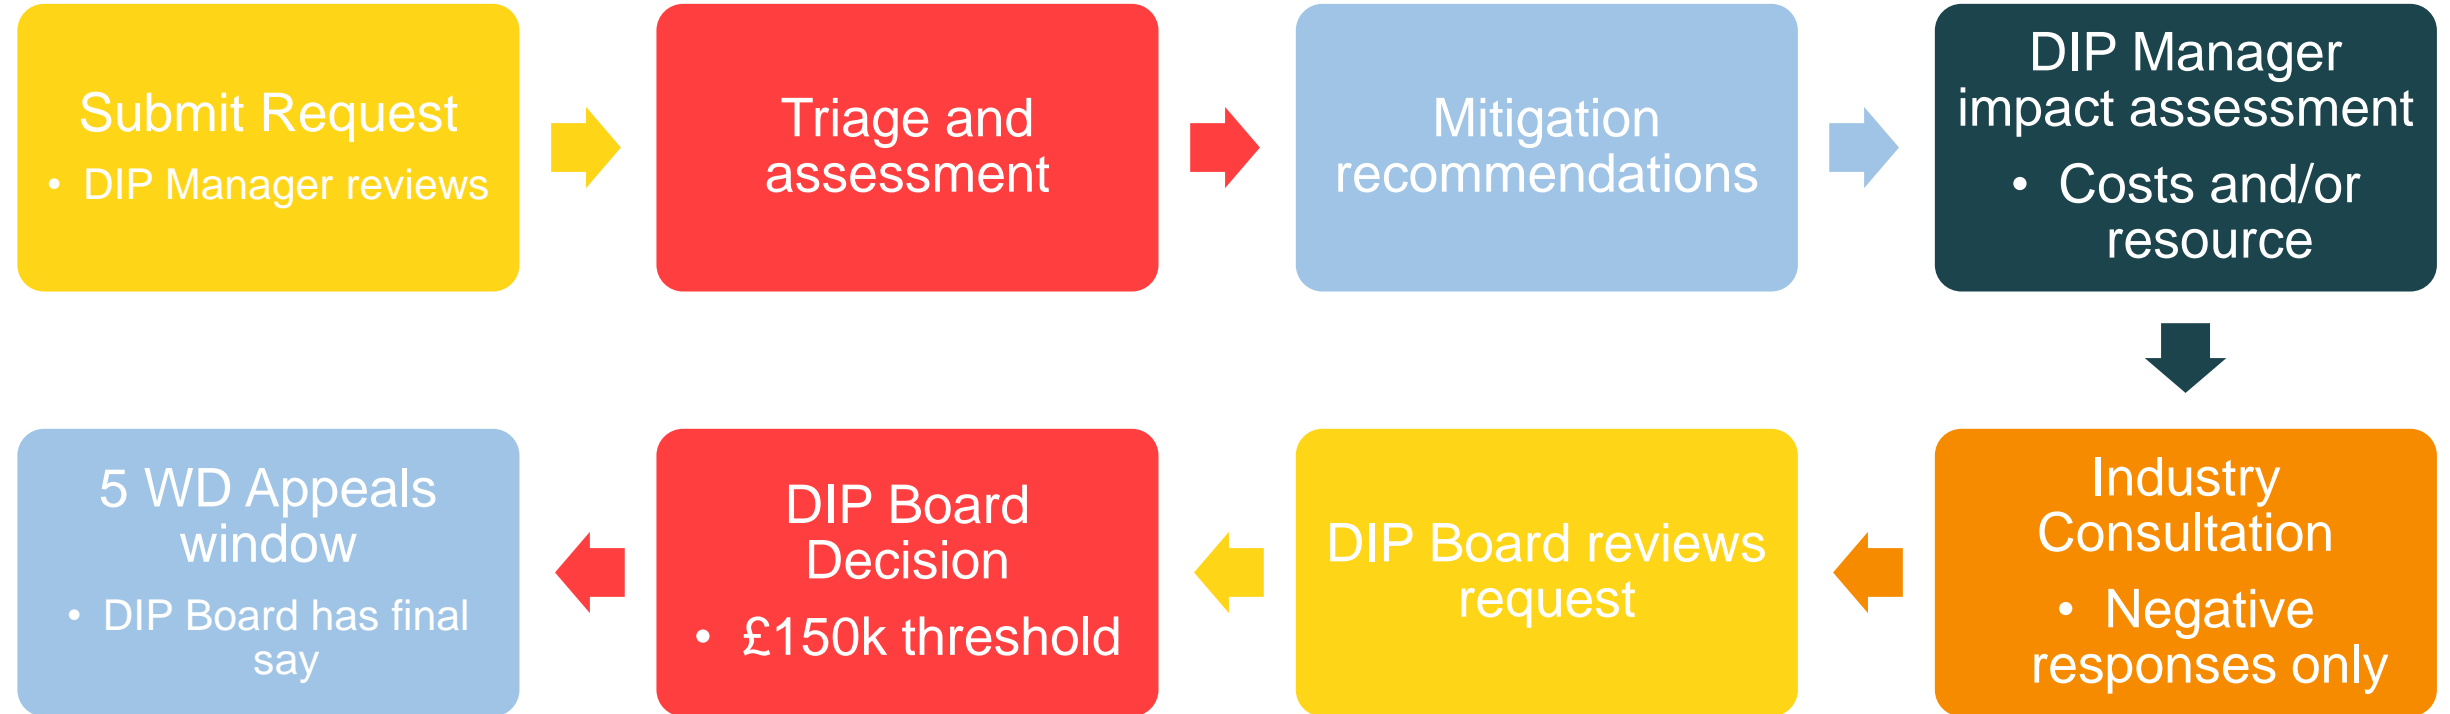 Submit Request
• DIP Manager reviews
Triage and
assessment
Mitigation
recommendations
DIP Manager
impact assessment
• Costs and/or
resource
Industry
Consultation
• Negative
responses only
DIP Board reviews
request
DIP Board
Decision
• £150k threshold
5 WD Appeals
window
• DIP Board has final
say